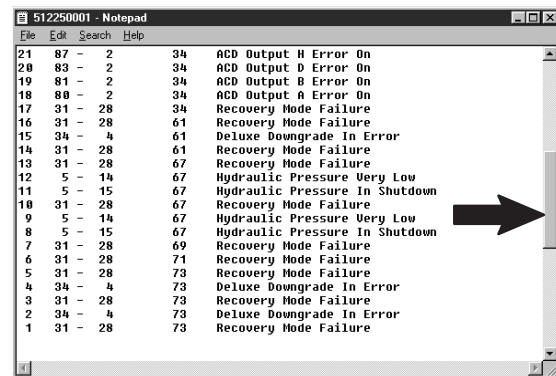 512250001 - Notepad
File Edit Search Help
21 87 - 2 34 ACD Output H Error On
20 83 - 2 34 ACD Output D Error On
19 81 - 2 34 ACD Output B Error On
18 80 - 2 34 ACD Output A Error On
17 31 - 28 34 Recovery Mode Failure
16 31 - 28 61 Recovery Mode Failure
15 34 - 4 61 Deluxe Downgrade In Error
14 31 - 28 61 Recovery Mode Failure
13 31 - 28 67 Recovery Mode Failure
12 5 - 14 67 Hydraulic Pressure Very Low
11 5 - 15 67 Hydraulic Pressure In Shutdown
10 31 - 28 67 Recovery Mode Failure
9 5 - 14 67 Hydraulic Pressure Very Low
8 5 - 15 67 Hydraulic Pressure In Shutdown
7 31 - 28 69 Recovery Mode Failure
6 31 - 28 71 Recovery Mode Failure
5 31 - 28 73 Recovery Mode Failure
4 34 - 4 73 Deluxe Downgrade In Error
3 31 - 28 73 Recovery Mode Failure
2 34 - 4 73 Deluxe Downgrade In Error
1 31 - 28 73 Recovery Mode Failure